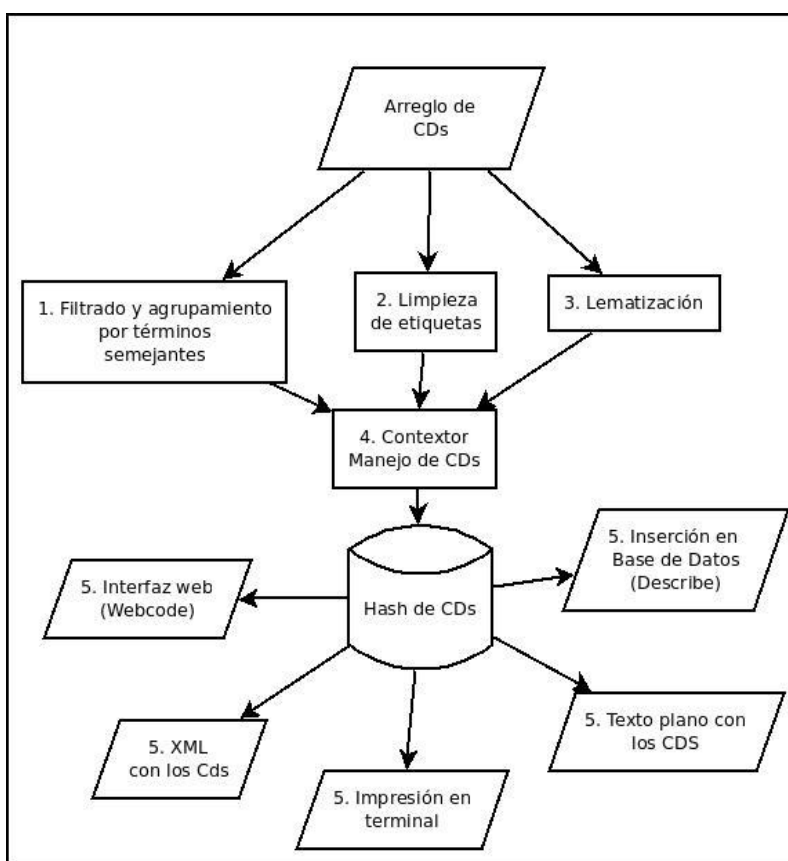 Arreglo de
CDs
1. Filtrado y agrupamiento
por términos
semejantes
2. Limpieza
de etiquetas
3. Lematización
4. Contextor
Manejo de CDs
Hash de CDs
5. Inserción en
Base de Datos
(Describe)
5. Interfaz web
(Webcode)
5. XML
con los Cds
5. Impresión en
terminal
5. Texto plano con
los CDS